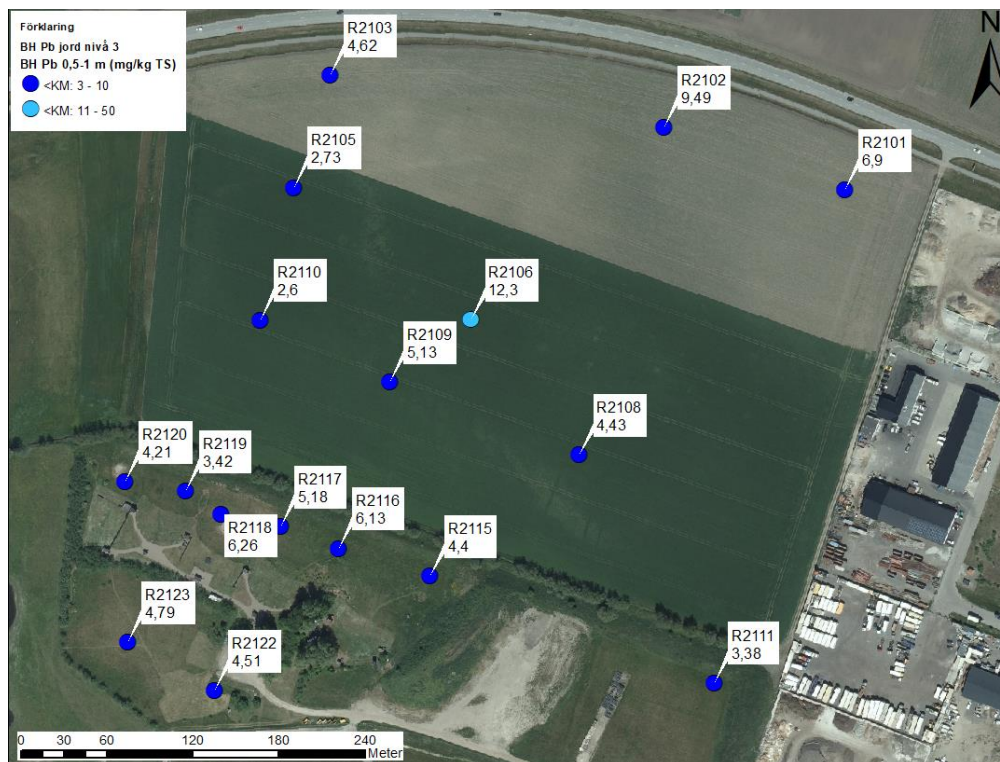 Förklaring
BH Pb jord nivå 3
BH Pb 0,5-1 m (mg/kg TS)
<KM: 3 - 10
<KM: 11 - 50
N
R2103
4,62
R2102
9,49
R2101
6,9
R2105
2,73
R2110
2,6
R2106
12,3
R2109
5,13
R2108
4,43
R2120
4,21
R2119
3,42
R2117
5,18
R2118
6,26
R2116
6,13
R2115
4,4
R2123
4,79
R2122
4,51
R2111
3,38
0 30 60 120 180 240
Meter